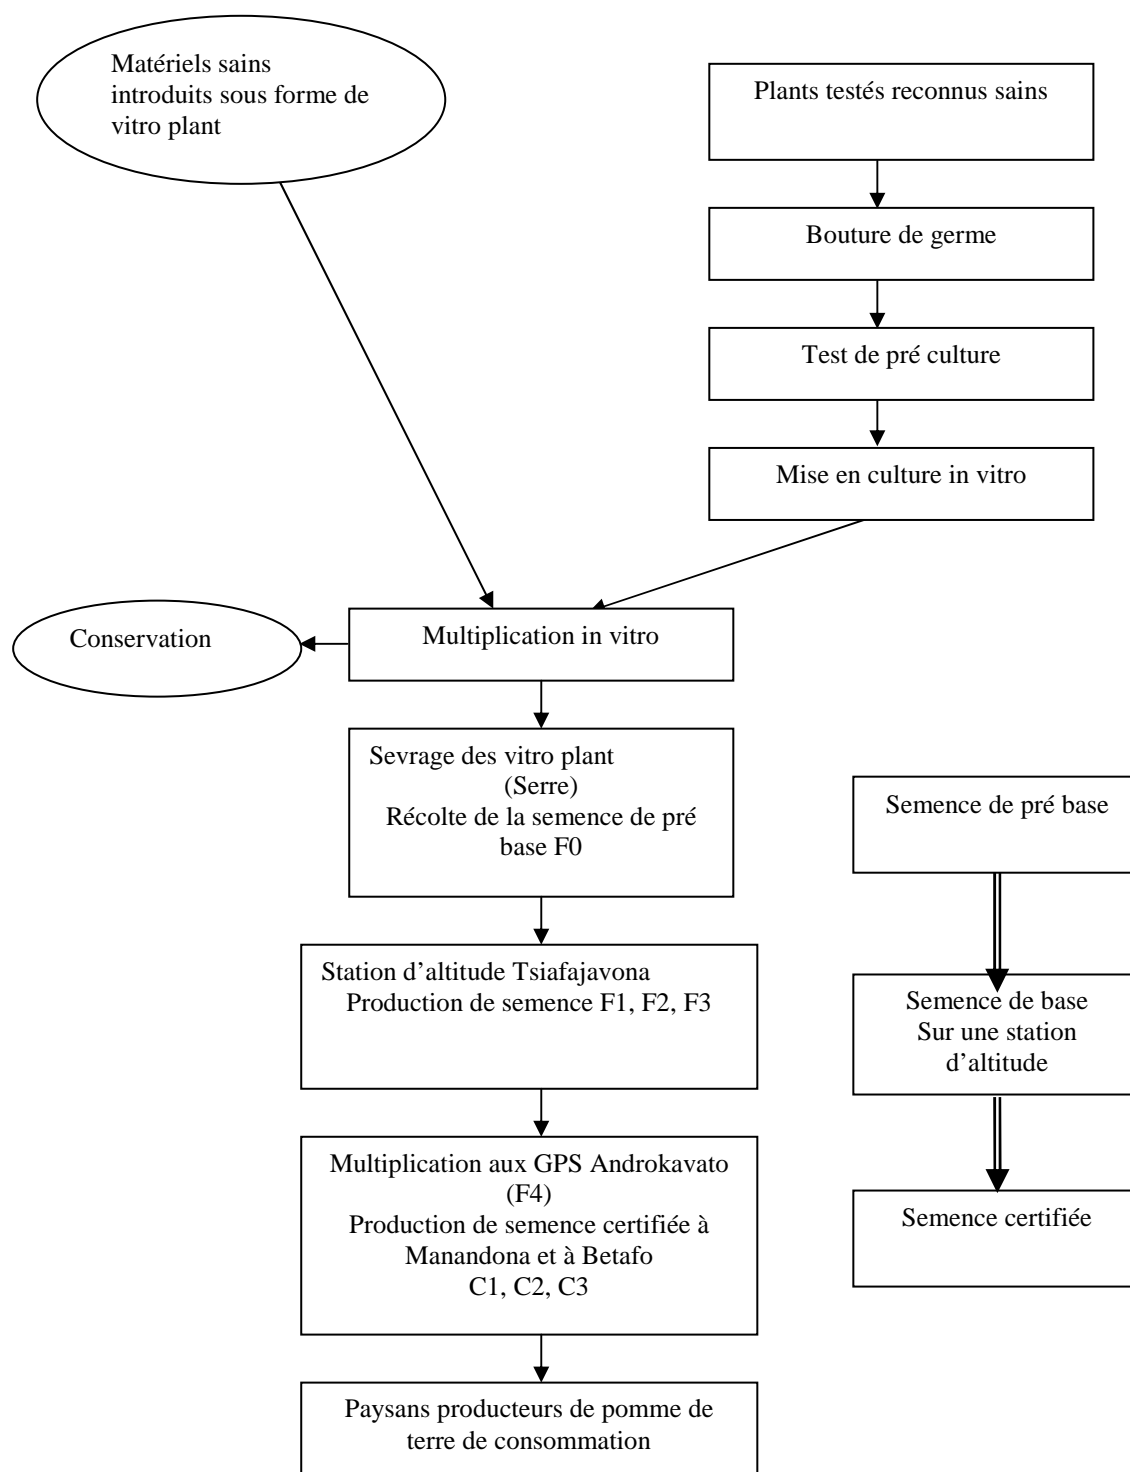 Matériels sains
introduits sous forme de
vitro plant
Plants testés reconnus sains
Bouture de germe
Test de pré culture
Mise en culture in vitro
Conservation
Multiplication in vitro
Sevrage des vitro plant
(Serre)
Récolte de la semence de pré
base F0
Station d’altitude Tsiafajavona
Production de semence F1, F2, F3
Multiplication aux GPS Androkavato
(F4)
Production de semence certifiée à
Manandona et à Betafo
C1, C2, C3
Paysans producteurs de pomme de
terre de consommation
Semence de pré base
Semence de base
Sur une station
d’altitude
Semence certifiée